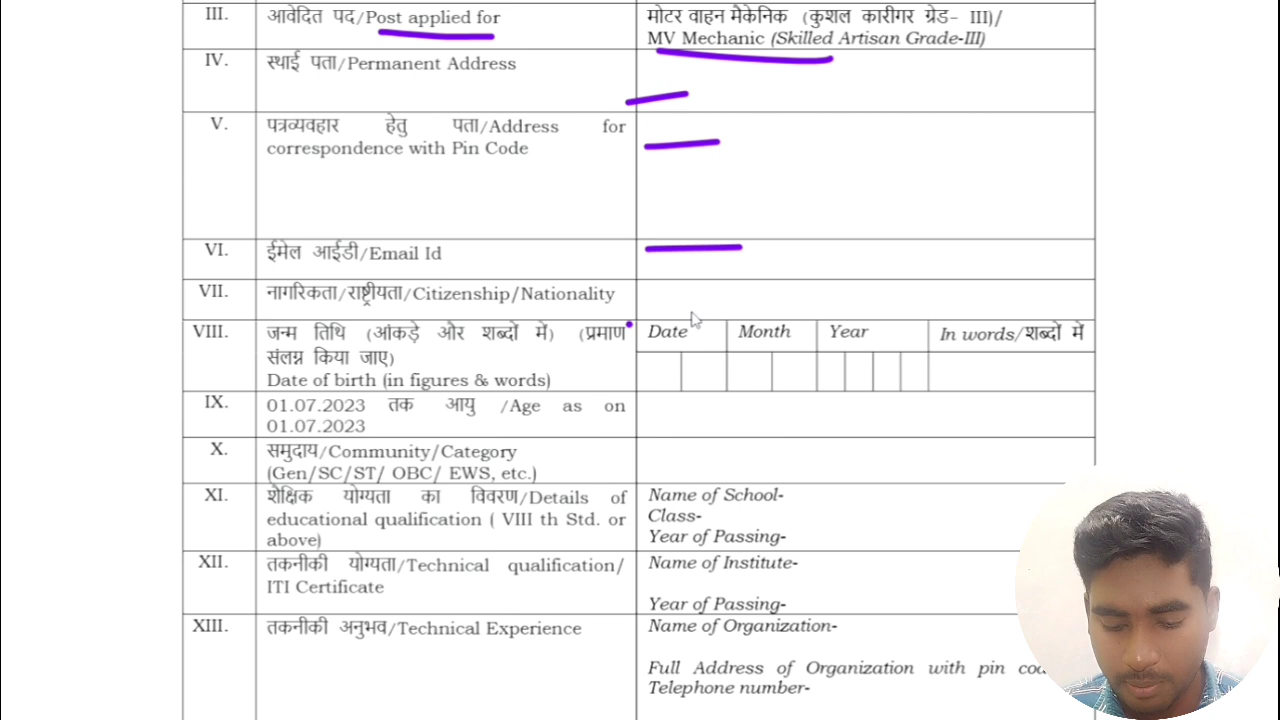 III. आवेदित पद/Post applied for
मोटर वाहन मैकेनिक (कुशल कारीगर ग्रेड– III)/
MV Mechanic (Skilled Artisan Grade-III)
IV. स्थाई पता/Permanent Address
V. पत्रव्यवहार हेतु पता/Address for
correspondence with Pin Code
VI. ईमेल आईडी/Email Id
VII. नागरिकता/राष्ट्रीयता/Citizenship/Nationality
VIII. जन्म तिथि (आंकड़े और शब्दों में) (प्रमाण
संलग्न किया जाए)
Date of birth (in figures & words)
Date Month Year In words/शब्दों में
IX. 01.07.2023 तक आयु /Age as on
01.07.2023
X. समुदाय/Community/Category
(Gen/SC/ST/ OBC/ EWS, etc.)
XI. शैक्षिक योग्यता का विवरण/Details of
educational qualification ( VIII th Std. or
above)
Name of School-
Class-
Year of Passing-
XII. तकनीकी योग्यता/Technical qualification/
ITI Certificate
Name of Institute-
Year of Passing-
XIII. तकनीकी अनुभव/Technical Experience
Name of Organization-
Full Address of Organization with pin
Telephone number-